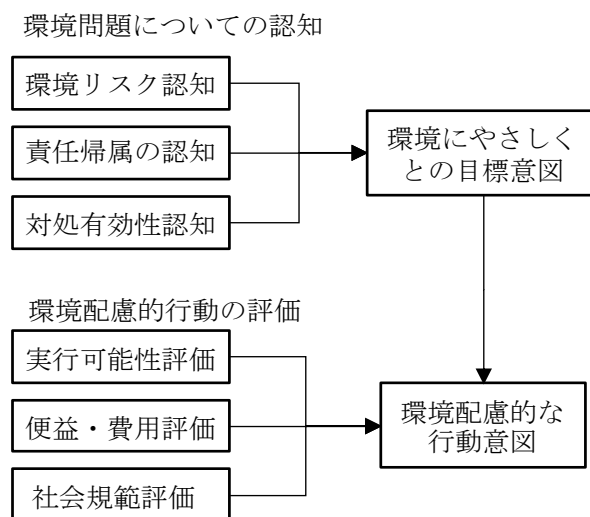 環境問題についての認知
環境リスク認知
責任帰属の認知
対処有効性認知
環境にやさしく
との目標意図
環境配慮的行動の評価
実行可能性評価
便益・費用評価
社会規範評価
環境配慮的な
行動意図